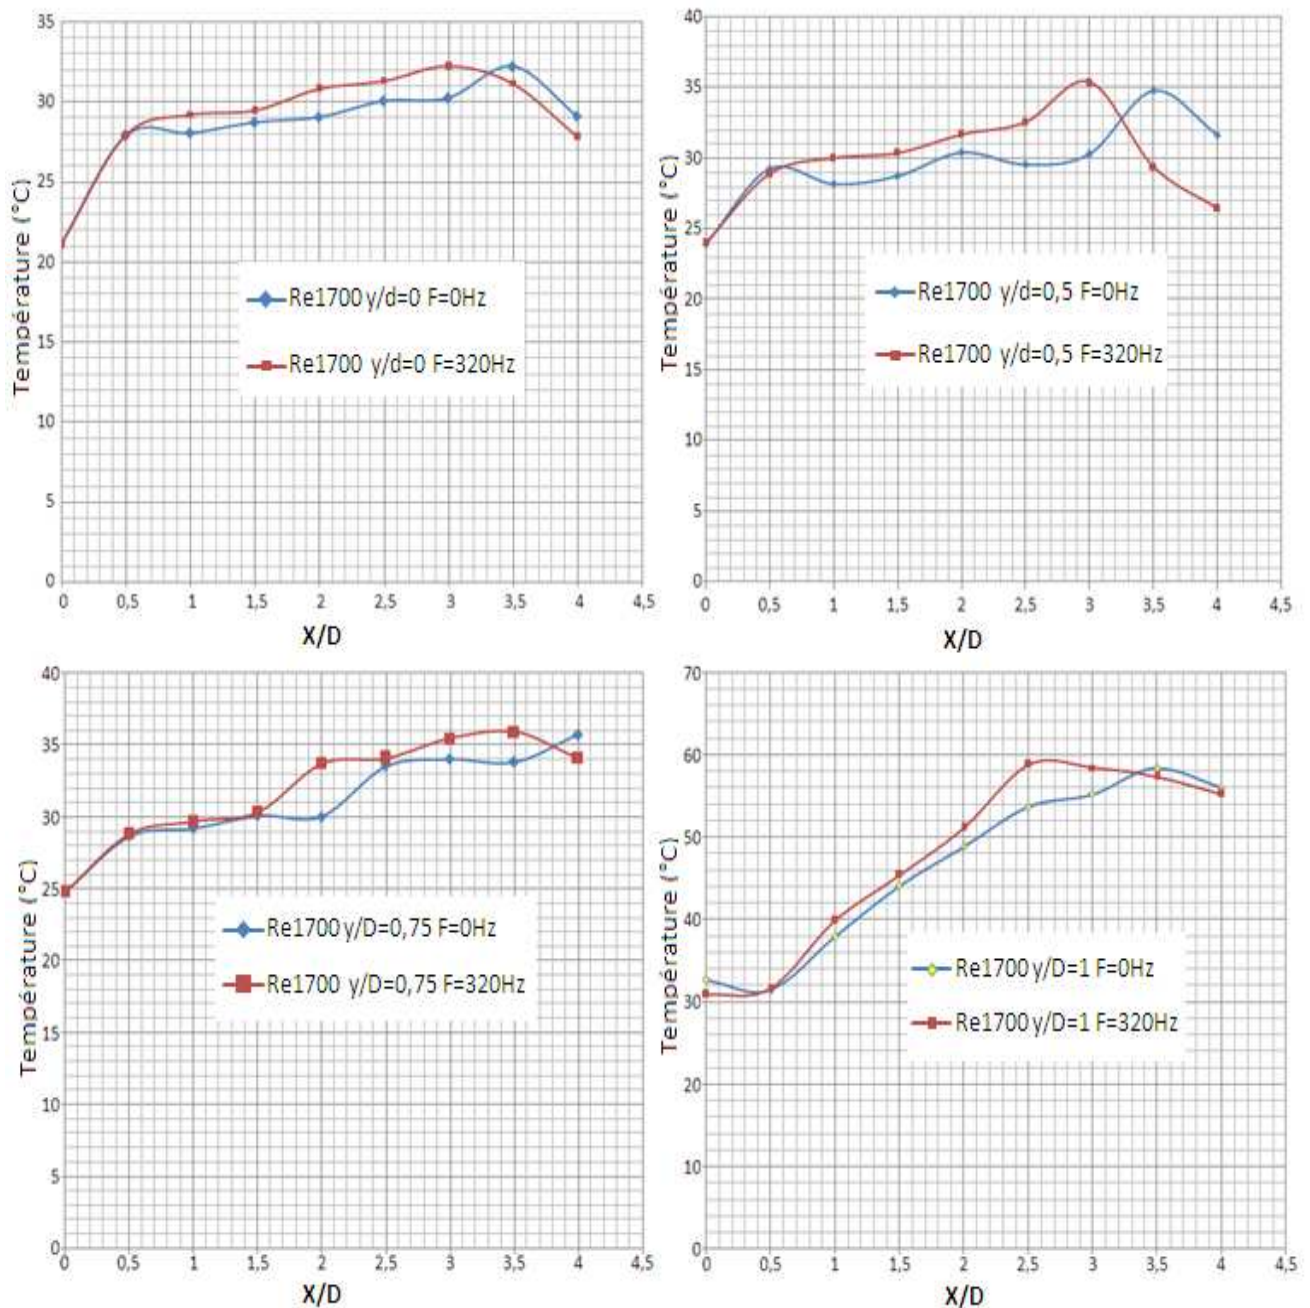 35
30
25
20
15
10
5
0
Température (°C)
Re1700 y/d=0 F=0Hz
Re1700 y/d=0 F=320Hz
0 0,5 1 1,5 2 2,5 3 3,5 4 4,5
X/D
40
35
30
25
20
15
10
5
0
Température (°C)
Re1700 y/d=0,5 F=0Hz
Re1700 y/d=0,5 F=320Hz
0 0,5 1 1,5 2 2,5 3 3,5 4 4,5
X/D
40
35
30
25
20
15
10
5
0
Température (°C)
Re1700 y/D=0,75 F=0Hz
Re1700 y/D=0,75 F=320Hz
0 0,5 1 1,5 2 2,5 3 3,5 4 4,5
X/D
70
60
50
40
30
20
10
0
Température (°C)
Re1700 y/D=1 F=0Hz
Re1700 y/D=1 F=320Hz
0 0,5 1 1,5 2 2,5 3 3,5 4 4,5
X/D